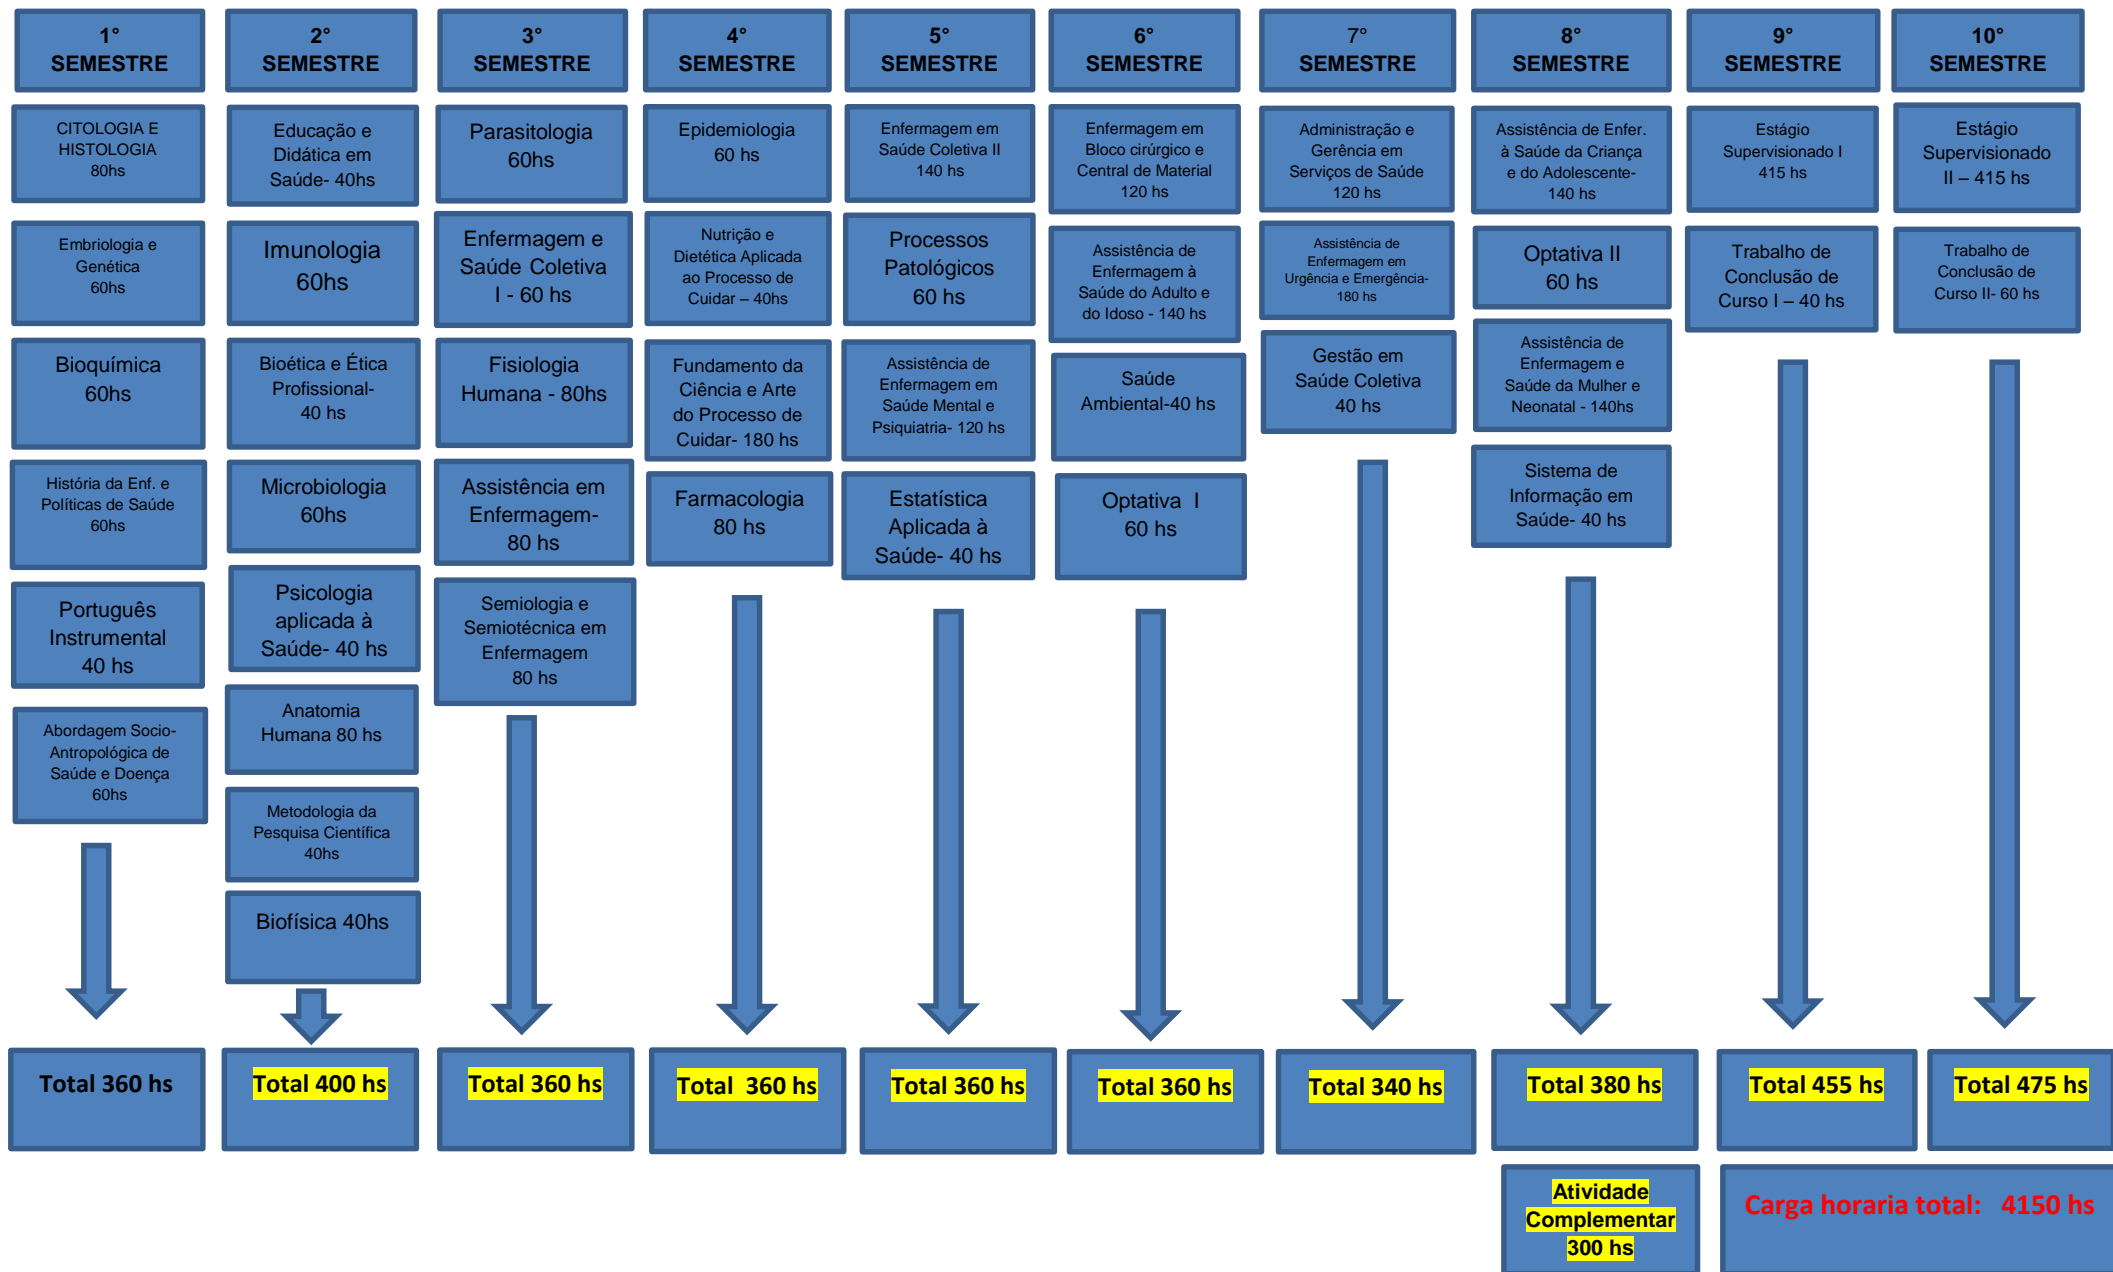 1°
SEMESTRE
CITOLOGIA E
HISTOLOGIA
80hs
Embriologia e
Genética
60hs
Bioquímica
60hs
História da Enf. e
Políticas de Saúde
60hs
Português
Instrumental
40 hs
Abordagem Socio-
Antropológica de
Saúde e Doença
60hs
Total 360 hs
2°
SEMESTRE
Educação e
Didática em
Saúde- 40hs
Imunologia
60hs
Bioética e Ética
Profissional-
40 hs
Microbiologia
60hs
Psicologia
aplicada à
Saúde- 40 hs
Anatomia
Humana 80 hs
Metodologia da
Pesquisa Científica
40hs
Biofísica 40hs
Total 400 hs
3°
SEMESTRE
Parasitologia
60hs
Enfermagem e
Saúde Coletiva
I - 60 hs
Fisiologia
Humana - 80hs
Assistência em
Enfermagem-
80 hs
Semiologia e
Semiotécnica em
Enfermagem
80 hs
Total 360 hs
4°
SEMESTRE
Epidemiologia
60 hs
Nutrição e
Dietética Aplicada
ao Processo de
Cuidar – 40hs
Fundamento da
Ciência e Arte
do Processo de
Cuidar- 180 hs
Farmacologia
80 hs
Total 360 hs
5°
SEMESTRE
Enfermagem em
Saúde Coletiva II
140 hs
Processos
Patológicos
60 hs
Assistência de
Enfermagem em
Saúde Mental e
Psiquiatria- 120 hs
Estatística
Aplicada à
Saúde- 40 hs
Total 360 hs
6°
SEMESTRE
Enfermagem em
Bloco cirúrgico e
Central de Material
120 hs
Assistência de
Enfermagem à
Saúde do Adulto e
do Idoso - 140 hs
Saúde
Ambiental-40 hs
Optativa I
60 hs
Total 360 hs
7°
SEMESTRE
Administração e
Gerência em
Serviços de Saúde
120 hs
Assistência de
Enfermagem em
Urgência e Emergência-
180 hs
Gestão em
Saúde Coletiva
40 hs
Total 340 hs
8°
SEMESTRE
Assistência de Enfer.
à Saúde da Criança
e do Adolescente-
140 hs
Optativa II
60 hs
Assistência de
Enfermagem e
Saúde da Mulher e
Neonatal - 140hs
Sistema de
Informação em
Saúde- 40 hs
Total 380 hs
9°
SEMESTRE
Estágio
Supervisionado I
415 hs
Trabalho de
Conclusão de
Curso I – 40 hs
Total 455 hs
10°
SEMESTRE
Estágio
Supervisionado
II – 415 hs
Trabalho de
Conclusão de
Curso II- 60 hs
Total 475 hs
Atividade
Complementar
300 hs
Carga horaria total: 4150 hs